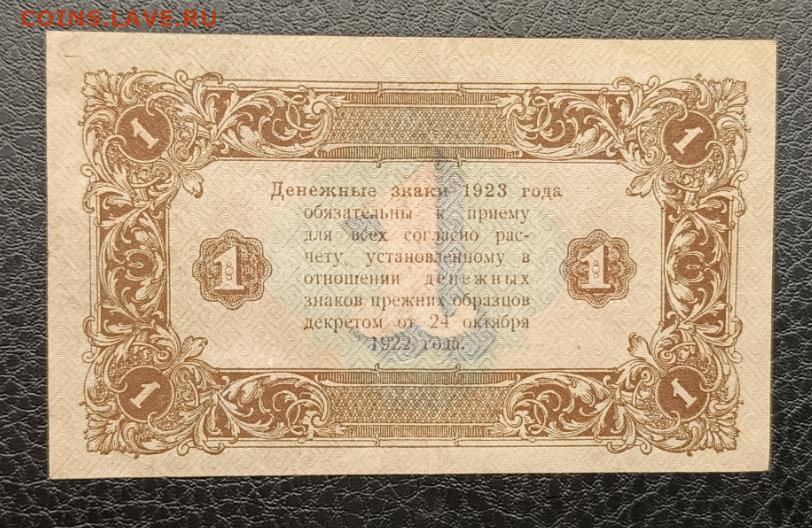 COINS.LAVE.RU
1 1
Денежные знаки 1923 года
обязательны к приему
для всех согласно рас-
чету, установленному в
1 1 1
отношении денежных
знаков прежних образцов
декретом от 24 октября
1922 года.
1 1